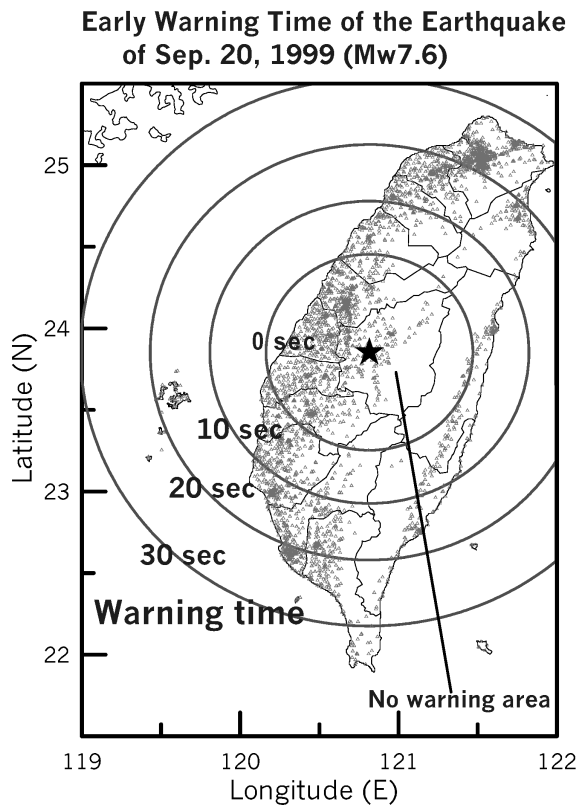 Early Warning Time of the Earthquake
of Sep. 20, 1999 (Mw7.6)
25
24
23
22
Latitude (N)
0 sec
10 sec
20 sec
30 sec
Warning time
No warning area
119
120
121
122
Longitude (E)